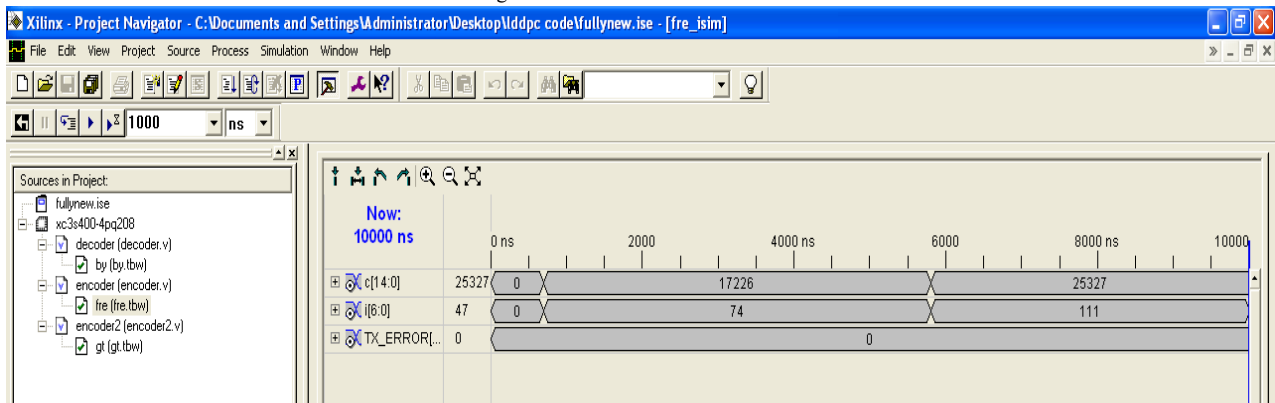 Xilinx - Project Navigator - C:\Documents and Settings\Administrator\Desktop\lddpc code\fullynew.ise - [fre_isim]
File Edit View Project Source Process Simulation Window Help
1000 ns
Sources in Project:
fullynew.ise
xc3s400-4pq208
decoder (decoder.v)
by (by.tbw)
encoder (encoder.v)
fre (fre.tbw)
encoder2 (encoder2.v)
gt (gt.tbw)
Now:
10000 ns
0 ns 2000 4000 ns 6000 8000 ns 10000
c[14:0] 25327 0 17226 25327
i[6:0] 47 0 74 111
TX_ERROR[... 0 0